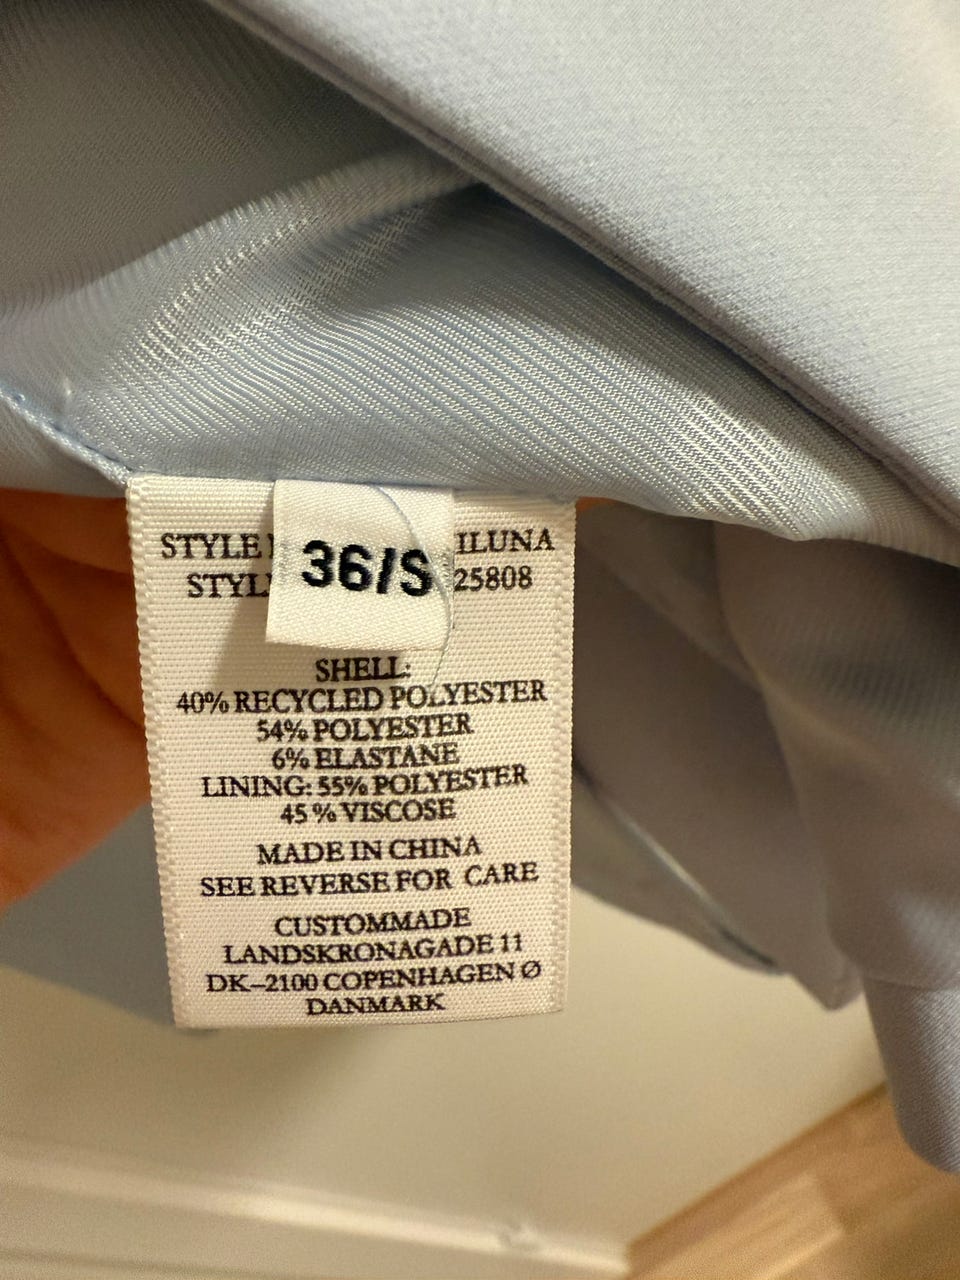 STYLE ILUNA
36/S
25808
SHELL:
40% RECYCLED POLYESTER
54% POLYESTER
6% ELASTANE
LINING: 55% POLYESTER
45% VISCOSE
MADE IN CHINA
SEE REVERSE FOR CARE
CUSTOMMADE
LANDSKRONAGADE 11
DK–2100 COPENHAGEN Ø
DANMARK